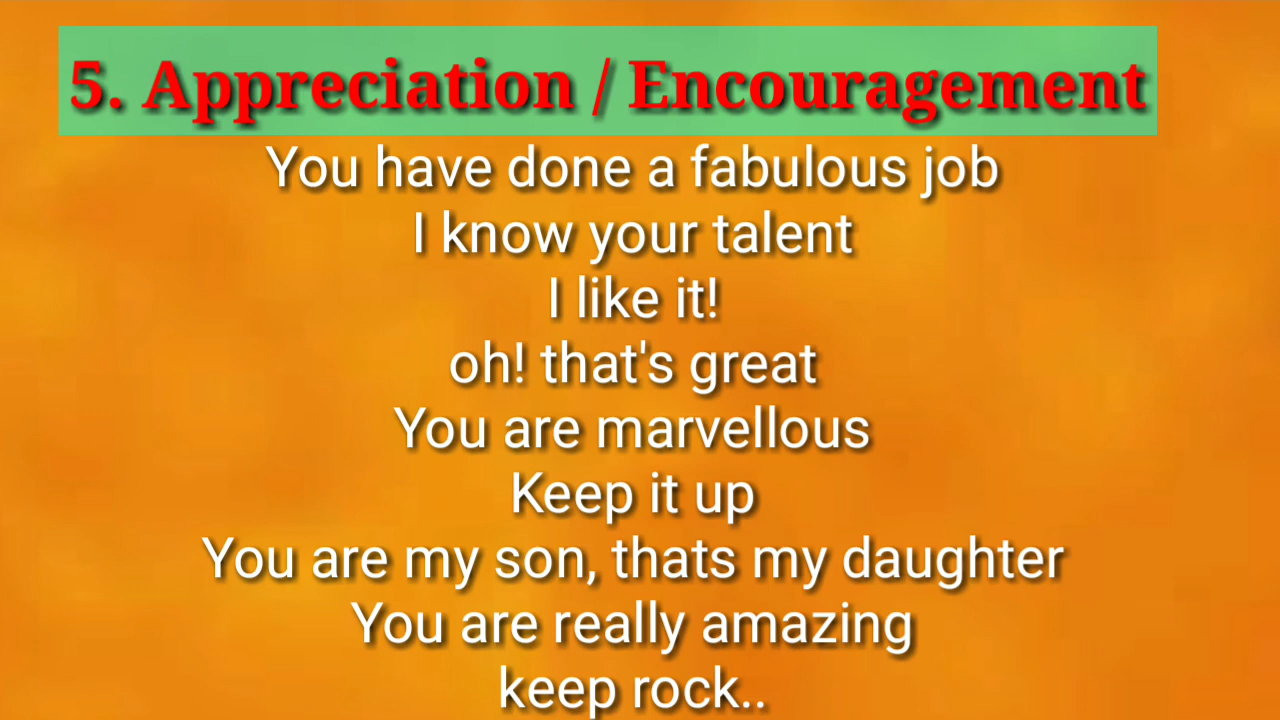 5. Appreciation / Encouragement
You have done a fabulous job
I know your talent
I like it!
oh! that's great
You are marvellous
Keep it up
You are my son, thats my daughter
You are really amazing
keep rock..